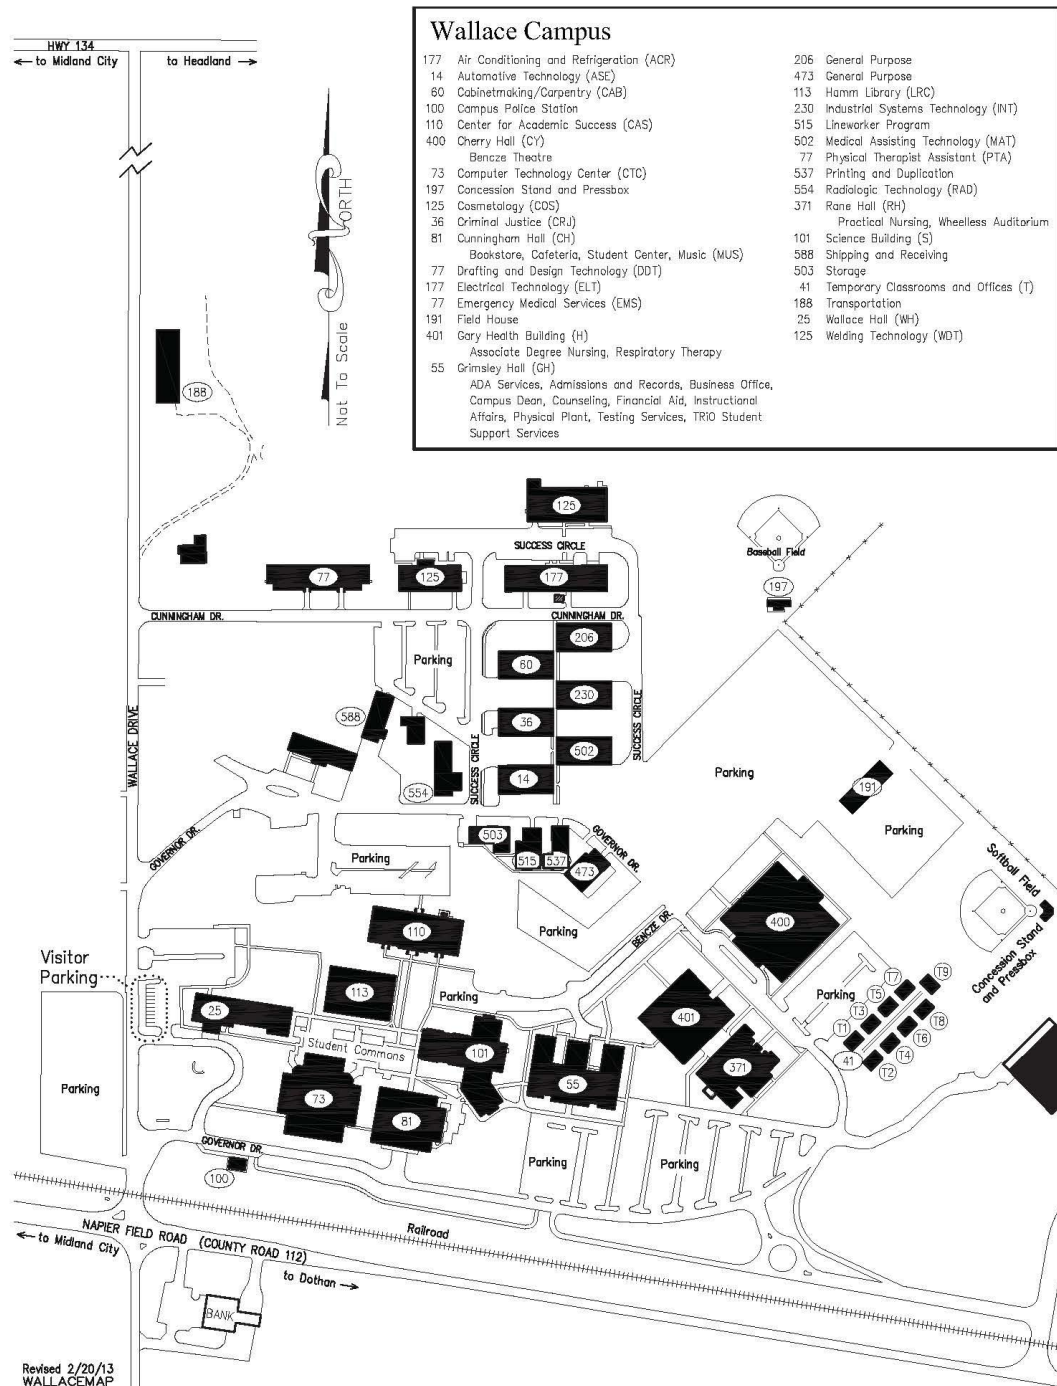 Wallace Campus
177 Air Conditioning and Refrigeration (ACR)
14 Automotive Technology (ASE)
60 Cabinetmaking/Carpentry (CAB)
100 Campus Police Station
110 Center for Academic Success (CAS)
400 Cherry Hall (CY)
Bencze Theatre
73 Computer Technology Center (CTC)
197 Concession Stand and Pressbox
125 Cosmetology (COS)
36 Criminal Justice (CRJ)
81 Cunningham Hall (CH)
Bookstore, Cafeteria, Student Center, Music (MUS)
77 Drafting and Design Technology (DDT)
177 Electrical Technology (ELT)
77 Emergency Medical Services (EMS)
191 Field House
401 Gary Health Building (H)
Associate Degree Nursing, Respiratory Therapy
55 Grimsley Hall (GH)
ADA Services, Admissions and Records, Business Office,
Campus Dean, Counseling, Financial Aid, Instructional
Affairs, Physical Plant, Testing Services, TRiO Student
Support Services
206 General Purpose
473 General Purpose
113 Hamm Library (LRC)
230 Industrial Systems Technology (INT)
515 Lineworker Program
502 Medical Assisting Technology (MAT)
77 Physical Therapist Assistant (PTA)
537 Printing and Duplication
554 Radiologic Technology (RAD)
371 Rane Hall (RH)
Practical Nursing, Wheelless Auditorium
101 Science Building (S)
588 Shipping and Receiving
503 Storage
41 Temporary Classrooms and Offices (T)
188 Transportation
25 Wallace Hall (WH)
125 Welding Technology (WDT)
HWY 134
to Midland City
to Headland
NORTH
Not To Scale
188
125
SUCCESS CIRCLE
Baseball Field
77
125
177
197
CUNNINGHAM DR.
CUNNINGHAM DR.
206
Parking
60
230
588
36
WALLACE DRIVE
SUCCESS CIRCLE
SUCCESS CIRCLE
502
Parking
14
554
191
GOVERNOR DR.
503
GOVERNOR DR.
Parking
Parking
515
537
473
Softball Field
400
110
Parking
BENCZE DR.
Concession Stand
and Pressbox
Visitor
Parking
113
Parking
Parking
T7
T9
T5
T3
T1
T8
T6
T4
T2
41
25
401
Student Commons
101
371
55
Parking
73
81
GOVERNOR DR.
Parking
Parking
100
Railroad
NAPIER FIELD ROAD (COUNTY ROAD 112)
to Midland City
to Dothan
BANK
Revised 2/20/13
WALLACEMAP